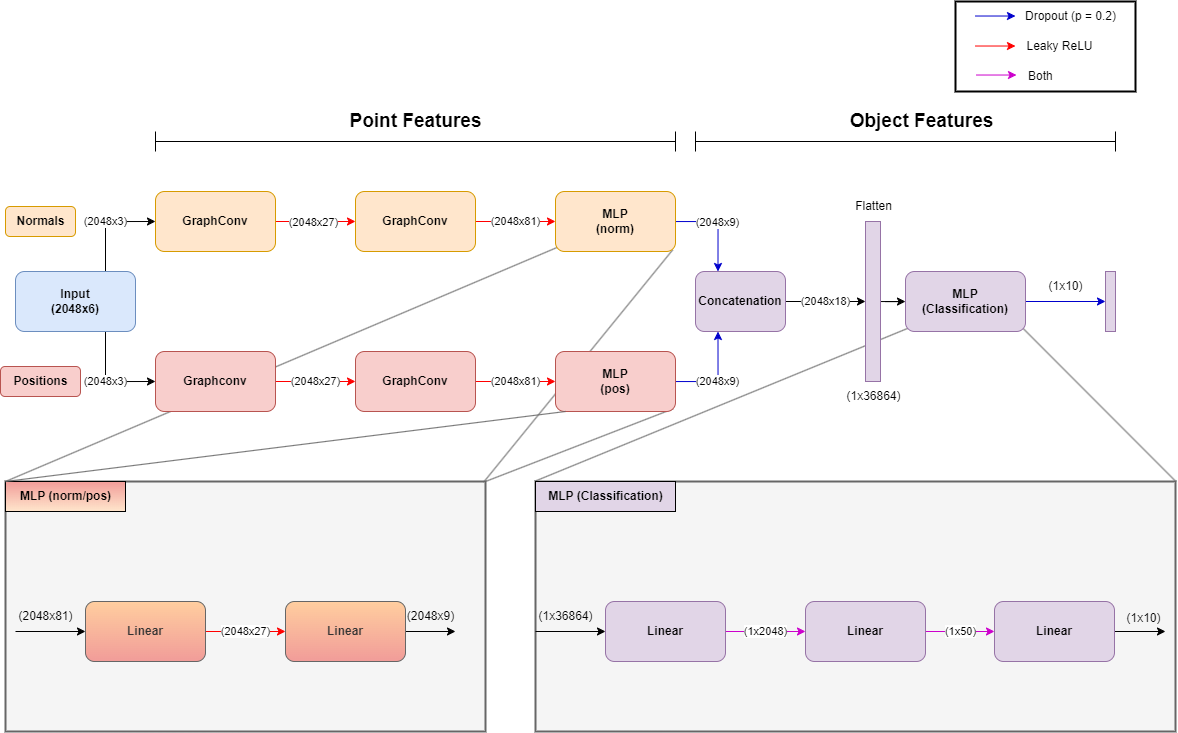 Dropout (p = 0.2)
Leaky ReLU
Both
Point Features
Object Features
Normals
(2048x3)
GraphConv
(2048x27)
GraphConv
(2048x81)
MLP
(norm)
(2048x9)
Flatten
Input
(2048x6)
Concatenation
(2048x18)
MLP
(Classification)
(1x10)
Positions
(2048x3)
Graphconv
(2048x27)
GraphConv
(2048x81)
MLP
(pos)
(2048x9)
(1x36864)
MLP (norm/pos)
(2048x81)
Linear
(2048x27)
Linear
(2048x9)
MLP (Classification)
(1x36864)
Linear
(1x2048)
Linear
(1x50)
Linear
(1x10)